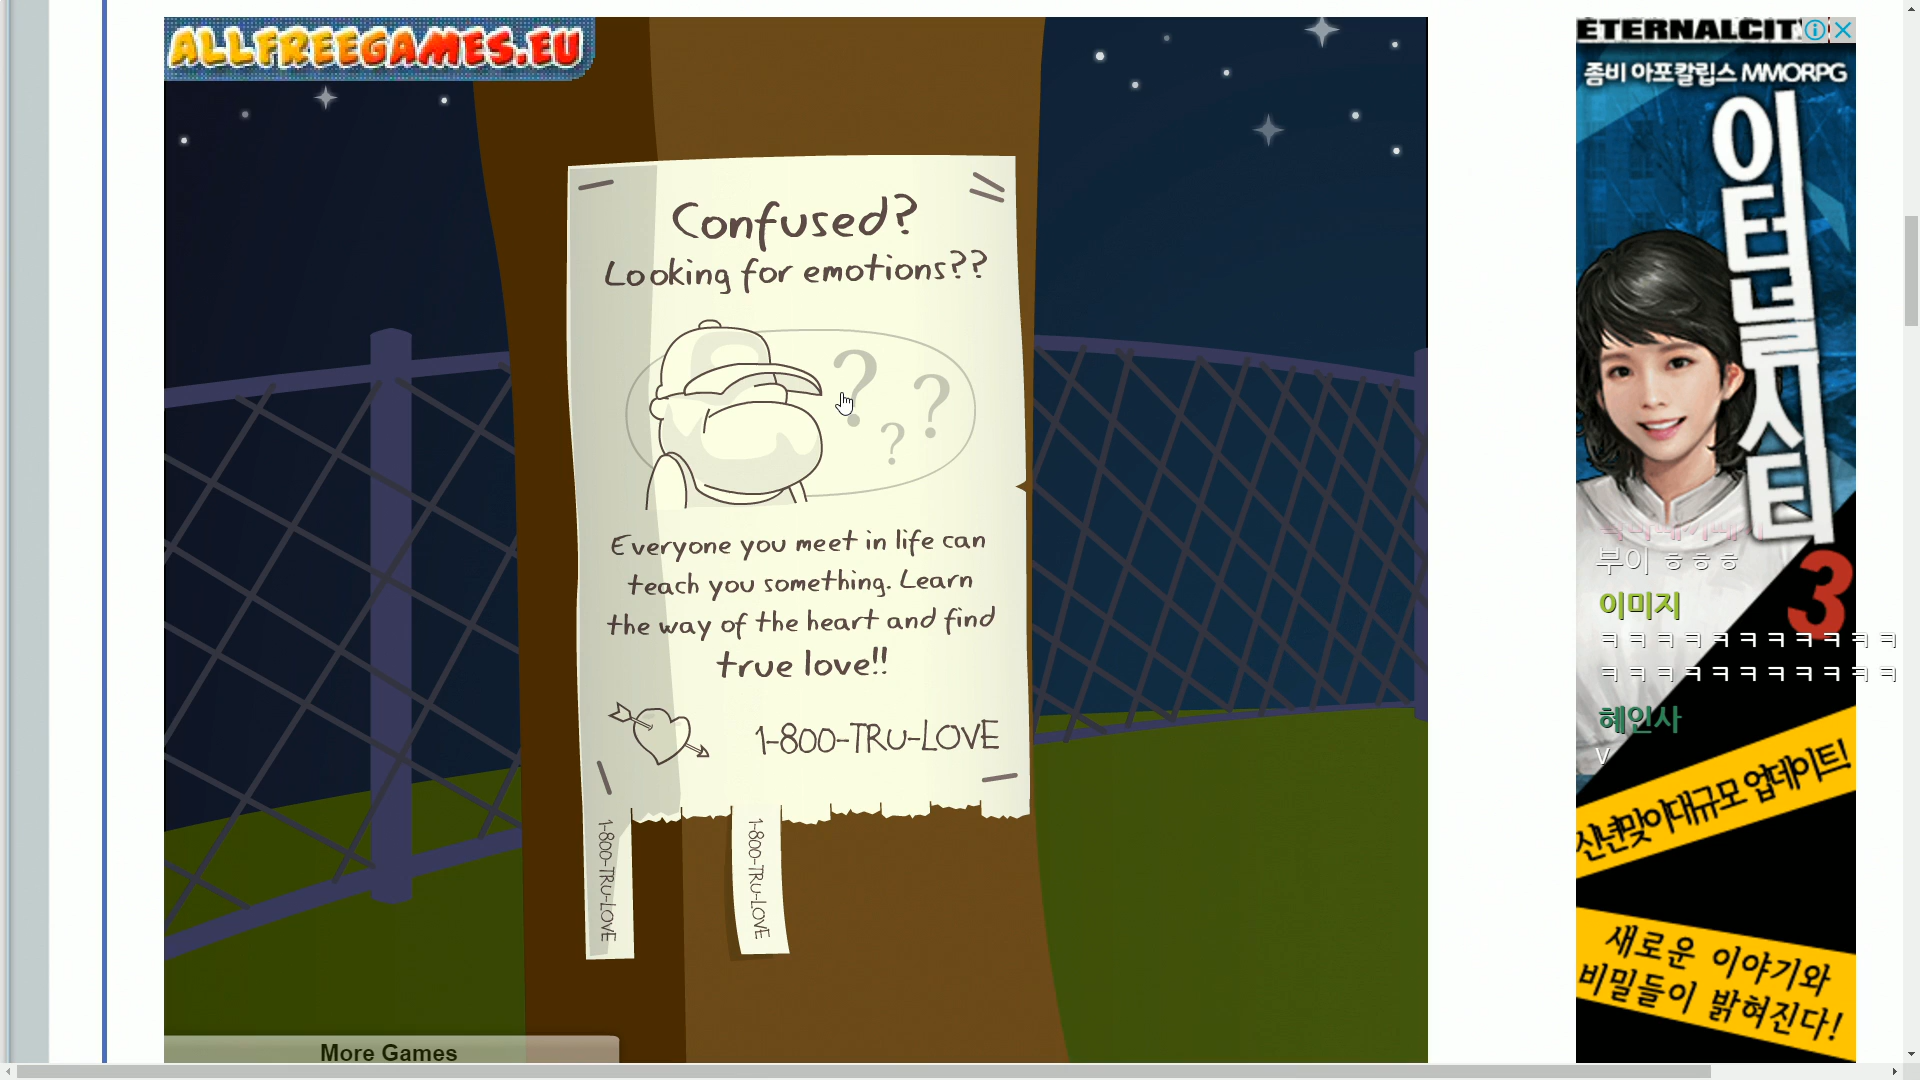 ALLFREEGAMES.EU
Confused?
Looking for emotions??
? ? ?
Everyone you meet in life can
teach you something. Learn
the way of the heart and find
true love!!
1-800-TRU-LOVE
1-800-TRU-LOVE
1-800-TRU-LOVE
More Games
ETERNALCIT
좀비 아포칼립스 MMORPG
이터널시티
3
부이 ㅎㅎㅎ
이미지
ㅋㅋㅋㅋㅋㅋㅋㅋㅋㅋㅋ
ㅋㅋㅋㅋㅋㅋㅋㅋㅋㅋㅋ
헤인사
v
신년맞이 대규모 업데이트!
새로운 이야기와
비밀들이 밝혀진다!